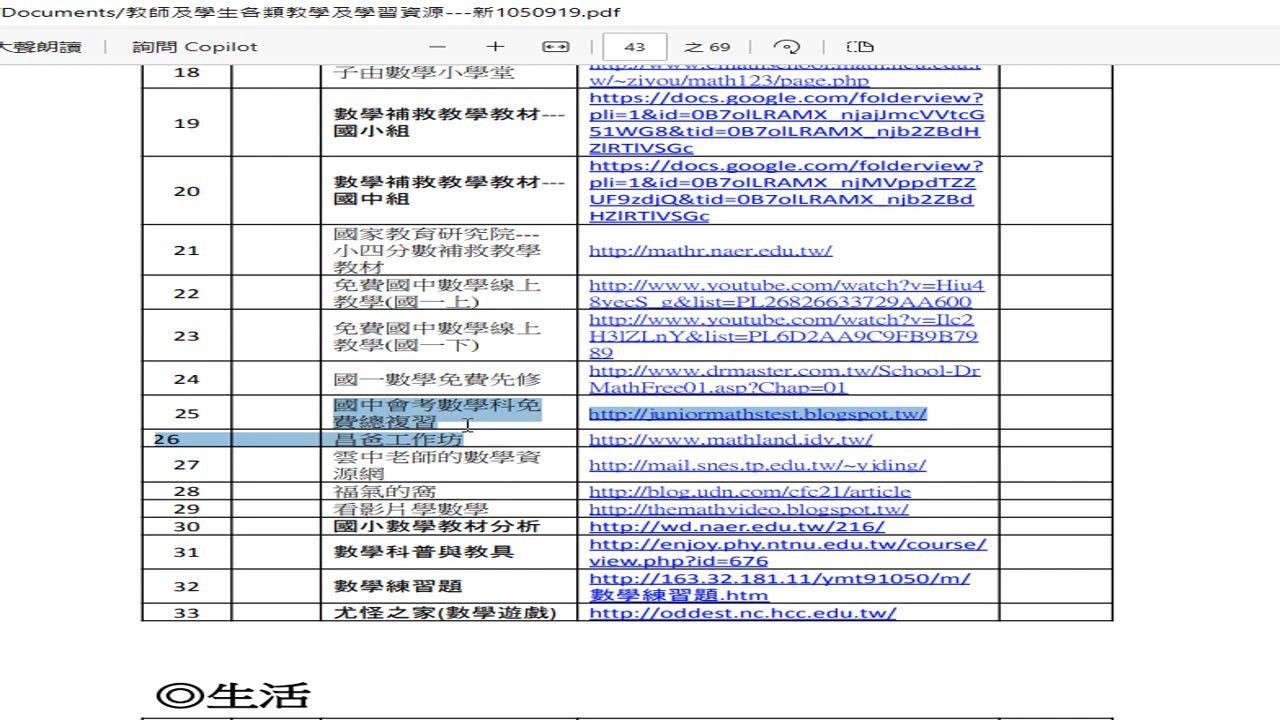 /Documents/教師及學生各類教學及學習資源---新1050919.pdf
大聲朗讀 詢問 Copilot 43 之 69
18 子由數學小學堂
w/~ziyou/math123/page.php
19 數學補救教學教材---
國小組
https://docs.google.com/folderview?
pli=1&id=0B7olLRAMX_njajJmcVVtcG
51WG8&tid=0B7olLRAMX_njb2ZBdH
ZlRTlVSGc
20 數學補救教學教材---
國中組
https://docs.google.com/folderview?
pli=1&id=0B7olLRAMX_njMVppdTZZ
UF9zdjQ&tid=0B7olLRAMX_njb2ZBd
HZlRTlVSGc
21 國家教育研究院---
小四分數補救教學
教材
http://mathr.naer.edu.tw/
22 免費國中數學線上
教學(國一上)
http://www.youtube.com/watch?v=Hiu4
8vecS_g&list=PL26826633729AA600
23 免費國中數學線上
教學(國一下)
http://www.youtube.com/watch?v=Ilc2
H3lZLnY&list=PL6D2AA9C9FB9B79
89
24 國一數學免費先修
http://www.drmaster.com.tw/School-Dr
MathFree01.asp?Chap=01
25 國中會考數學科免
費總複習
http://juniormathstest.blogspot.tw/
26 昌爸工作坊 http://www.mathland.idv.tw/
27 雲中老師的數學資
源網
http://mail.snes.tp.edu.tw/~yjding/
28 福氣的窩 http://blog.udn.com/cfc21/article
29 看影片學數學 http://themathvideo.blogspot.tw/
30 國小數學教材分析 http://wd.naer.edu.tw/216/
31 數學科普與教具
http://enjoy.phy.ntnu.edu.tw/course/
view.php?id=676
32 數學練習題
http://163.32.181.11/ymt91050/m/
數學練習題.htm
33 尤怪之家(數學遊戲) http://oddest.nc.hcc.edu.tw/
◎生活